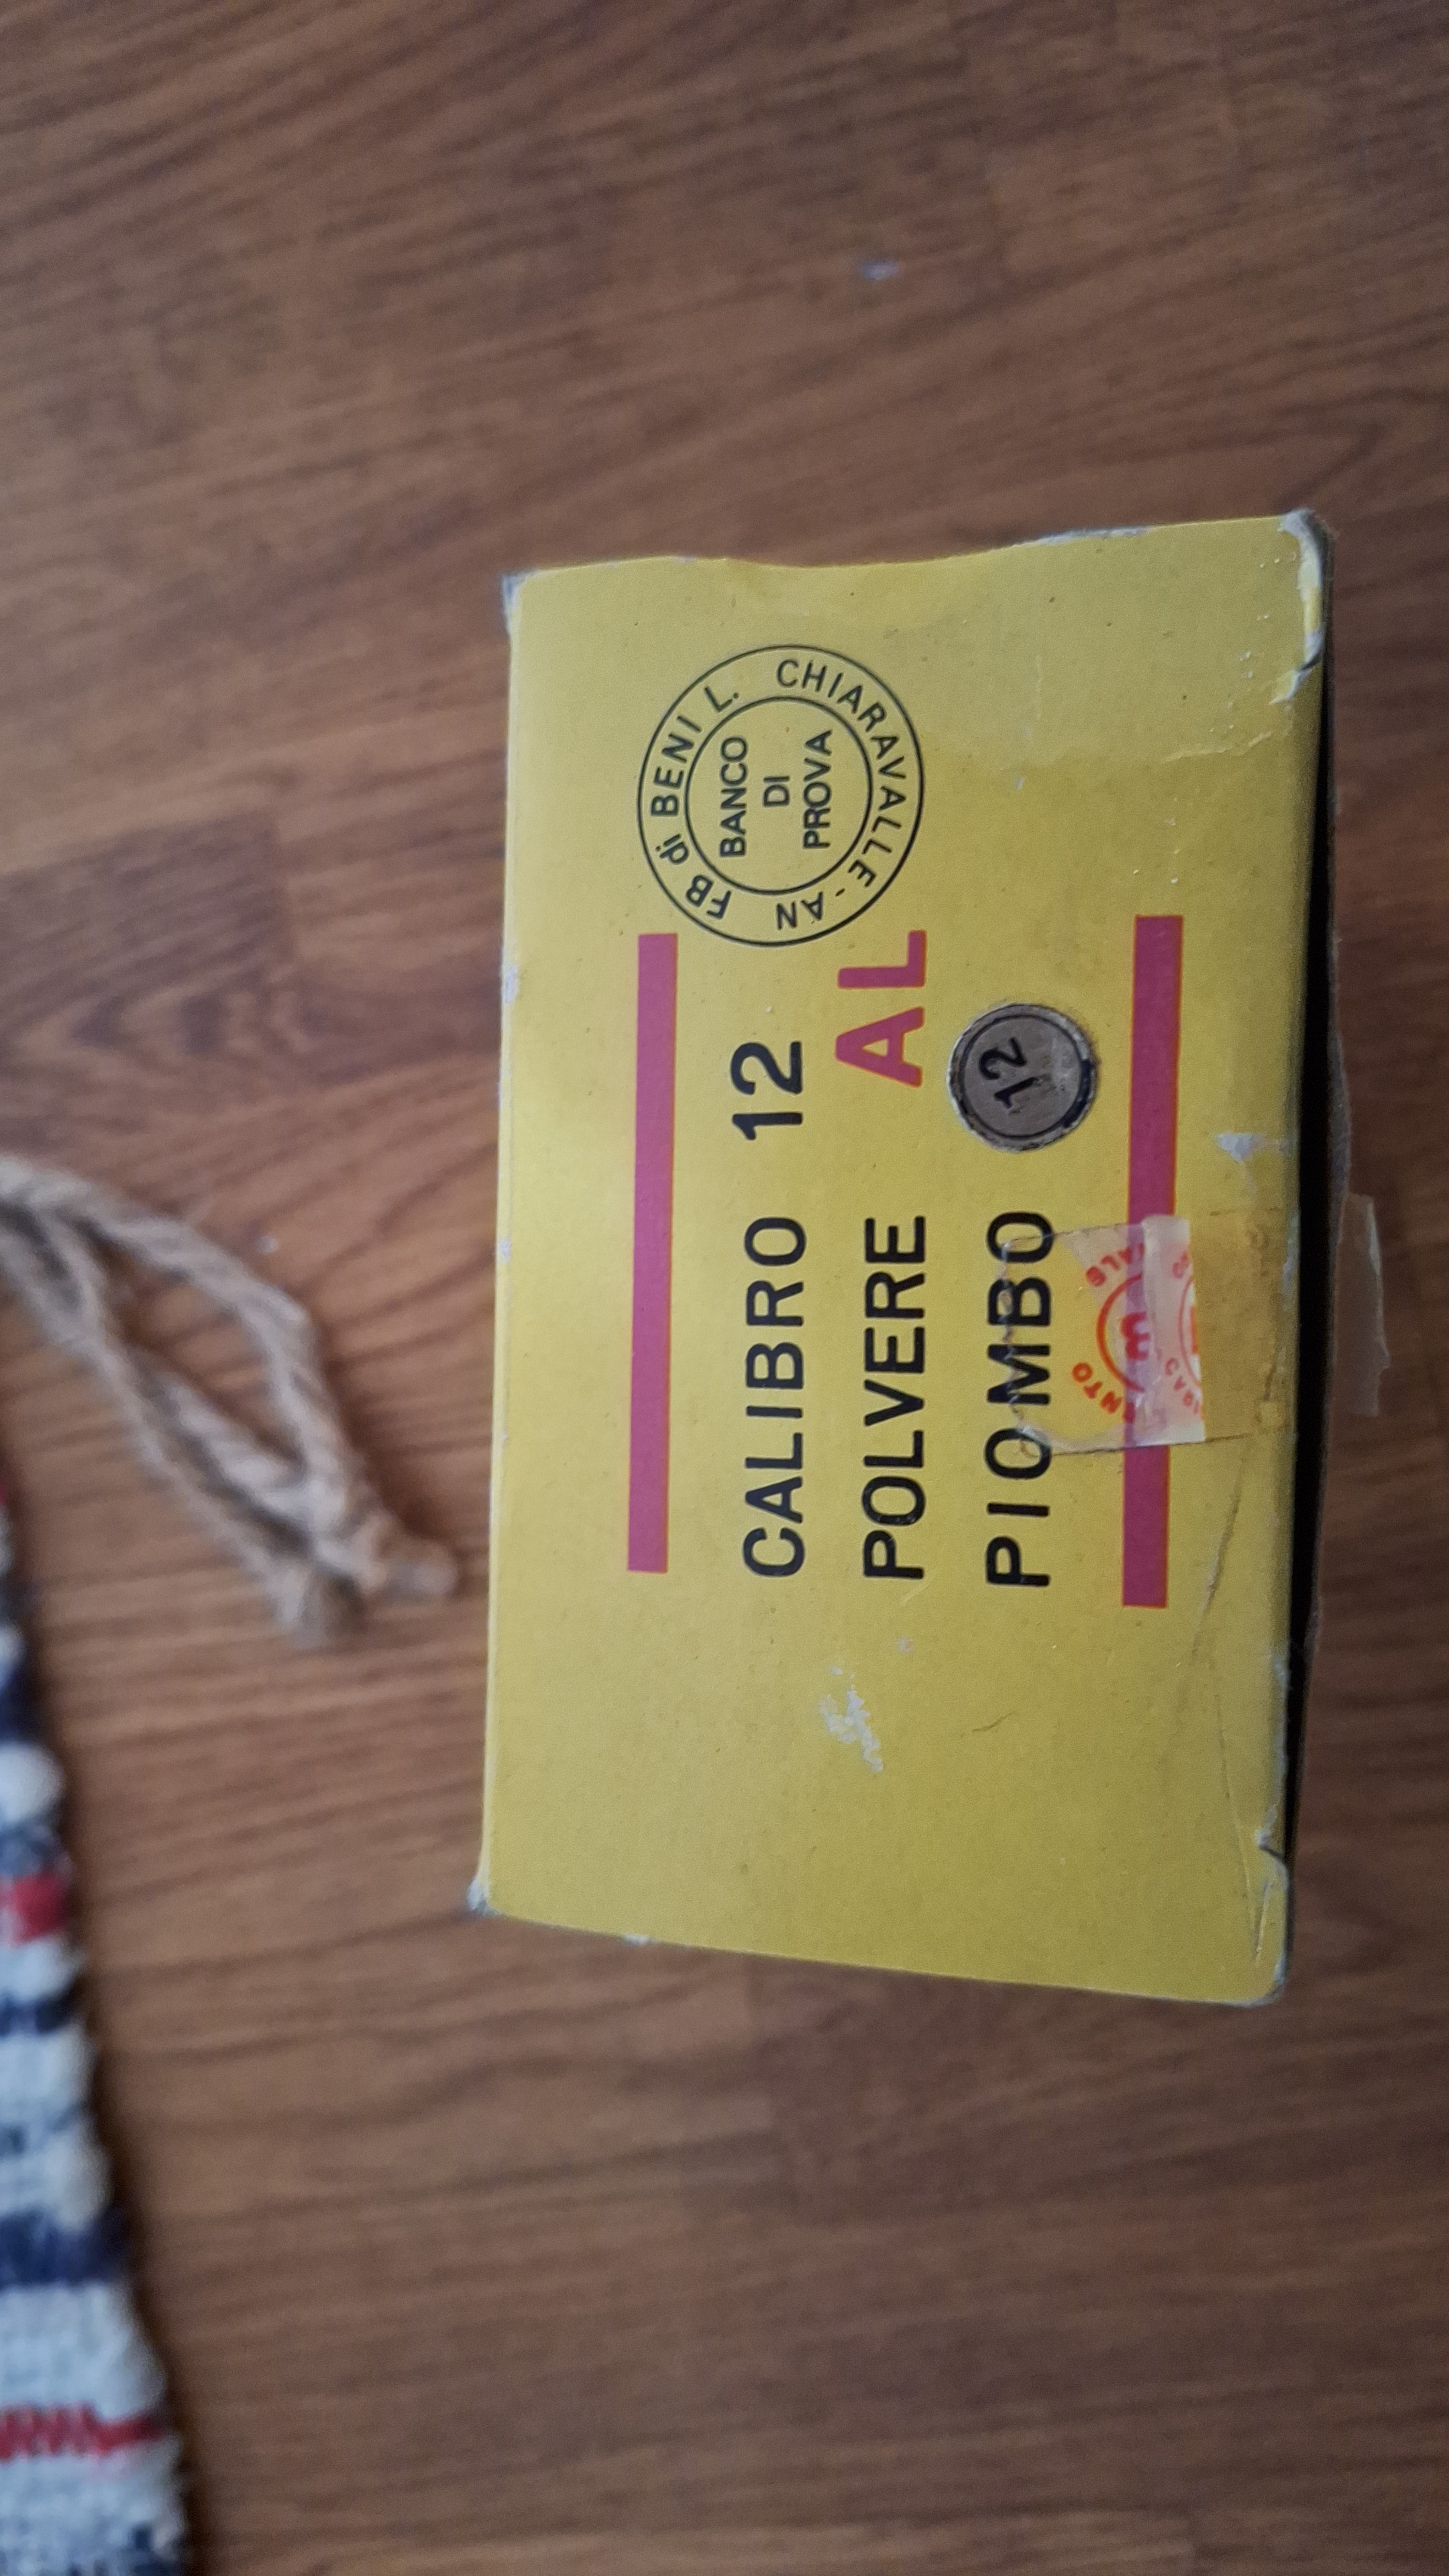 CALIBRO 12
POLVERE AL
PIOMBO 12
FB di BENI L. CHIARAVALLE - AN
BANCO
DI
PROVA